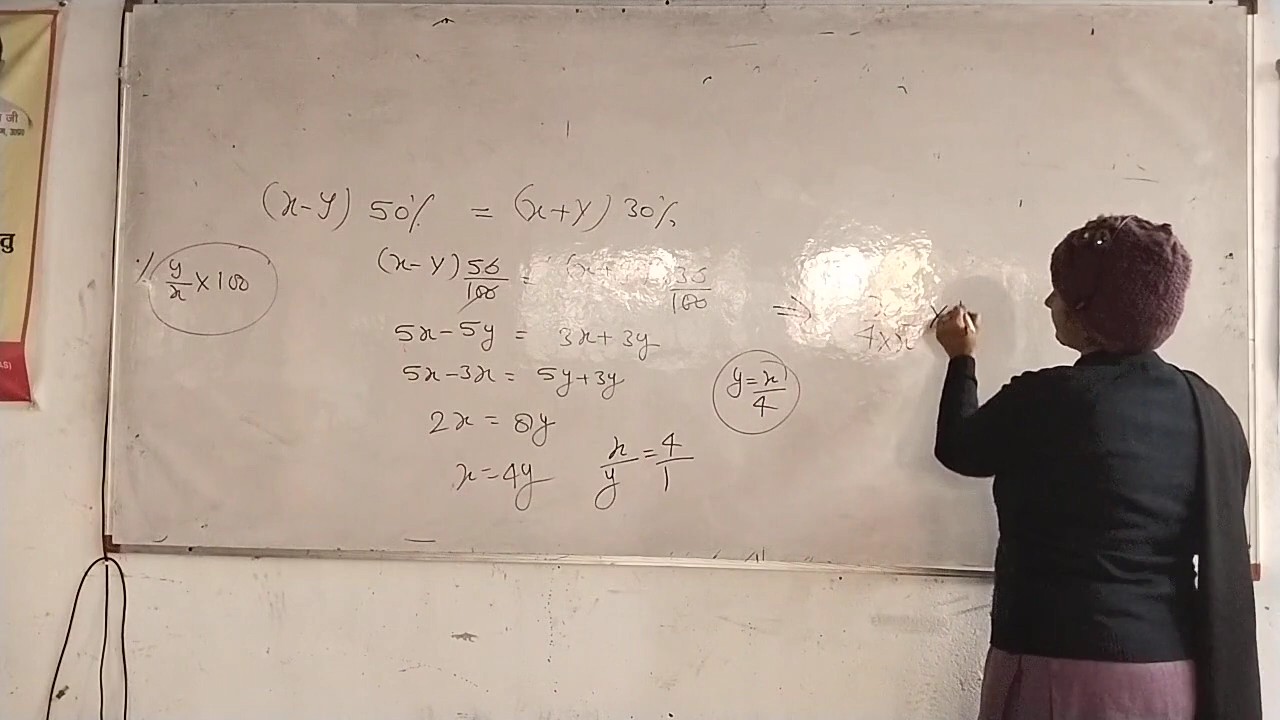 जी
(x-y) 50% = (x+y) 30%
% y/x × 100
(x-y) 50/100 = (x+y) 30/100
5x-5y = 3x+3y
5x-3x = 5y+3y
2x = 8y
x=4y
x/y = 4/1
y = x/4
⇒ x/4×x ×